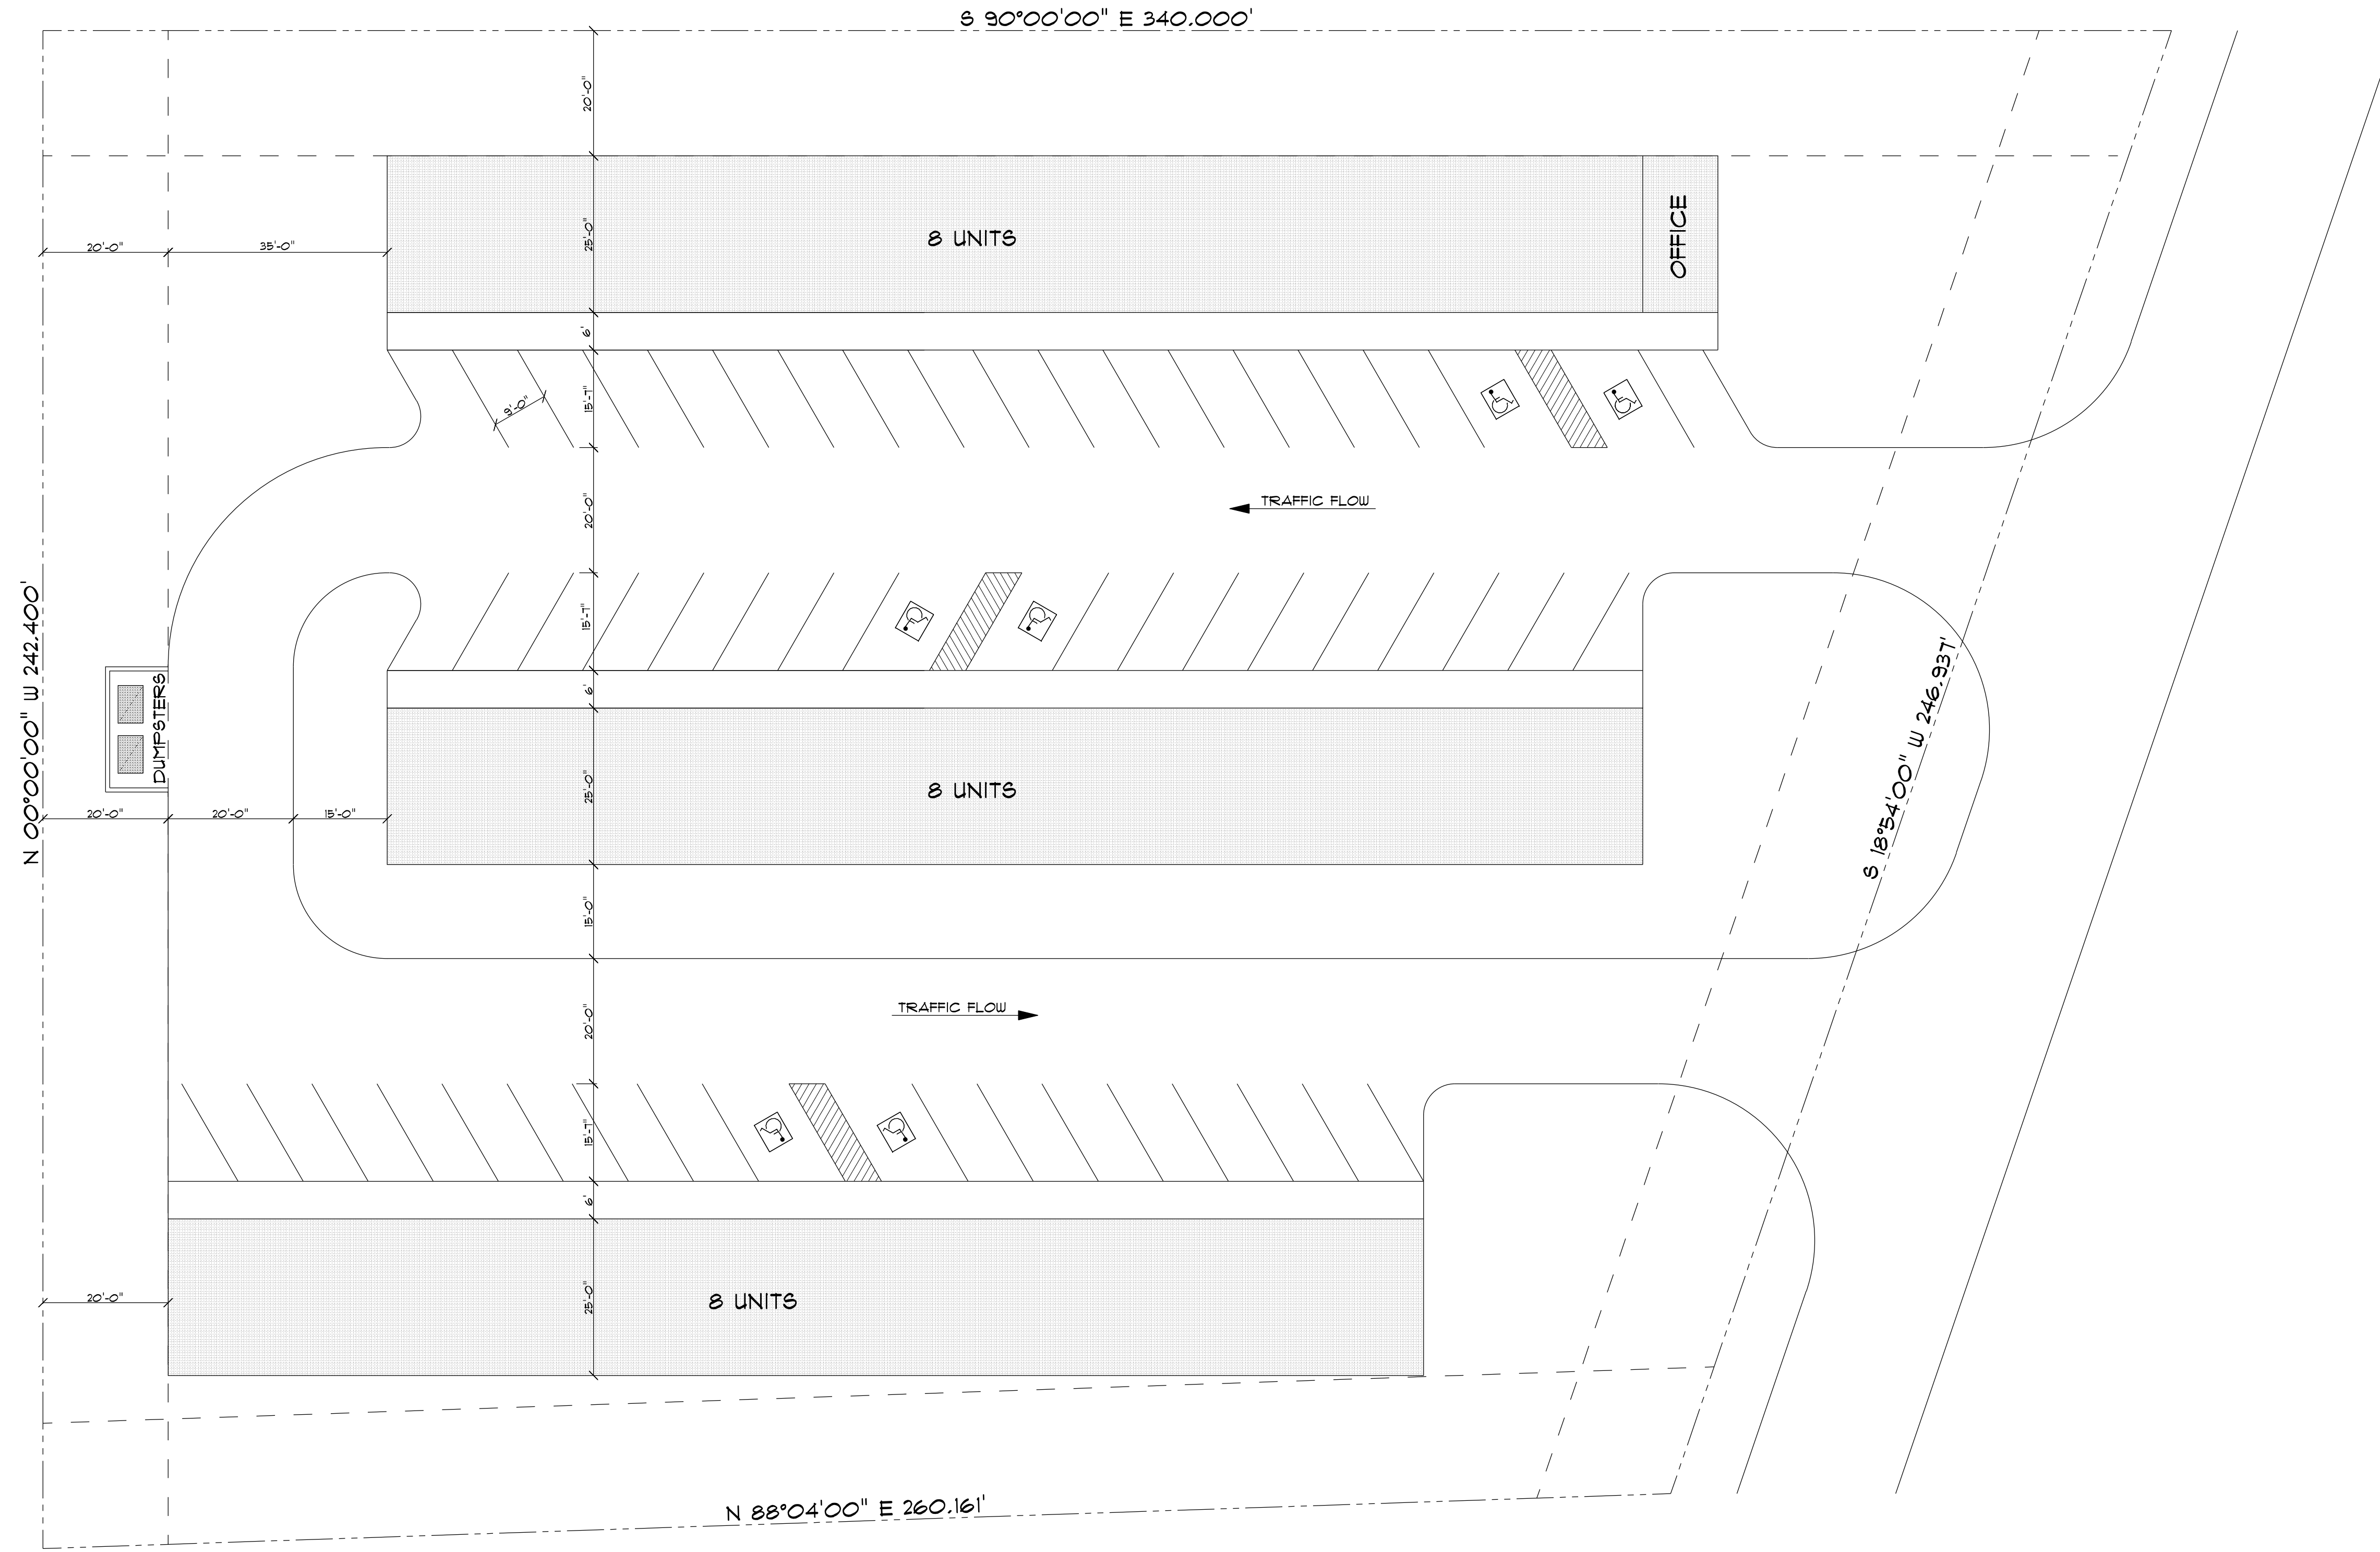 S 90°00'00" E 340.000'
20'-0"
20'-0"
35'-0"
25'-0"
8 UNITS
OFFICE
6'
9'-0"
15'-7"
20'-0"
TRAFFIC FLOW
N 00°00'00" W 242.400'
15'-7"
6'
DUMPSTERS
25'-0"
8 UNITS
20'-0"
20'-0"
15'-0"
S 18°54'00" W 246.937'
15'-0"
TRAFFIC FLOW
20'-0"
15'-7"
6'
20'-0"
25'-0"
8 UNITS
N 88°04'00" E 260.161'